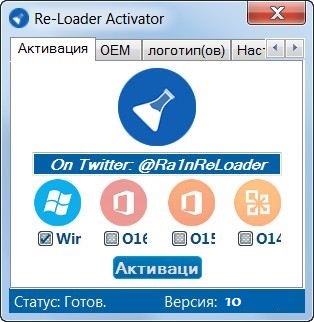 Re-Loader Activator
Активация OEM логотип(ов) Наст
On Twitter: @Ra1nReLoader
Wir O16 O15 O14
Активаци
Статус: Готов. Версия: 10